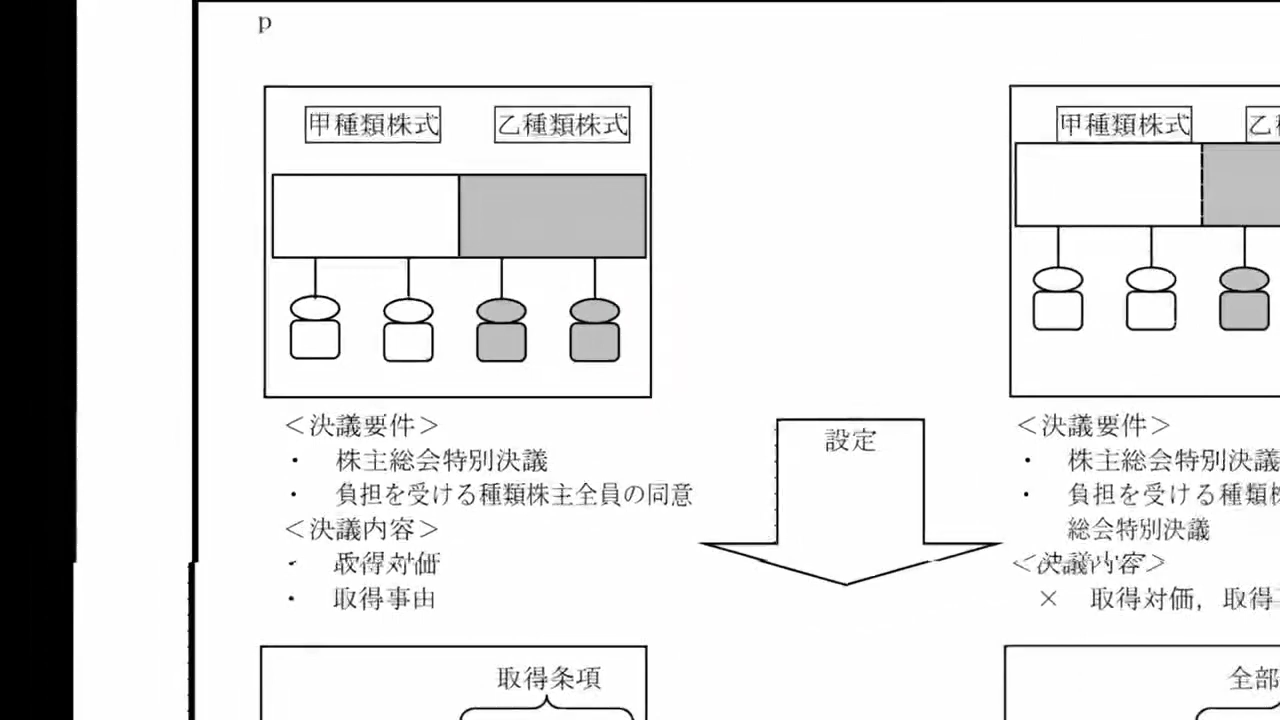 p
甲種類株式
乙種類株式
<決議要件>
・ 株主総会特別決議
・ 負担を受ける種類株主全員の同意
<決議内容>
・ 取得対価
・ 取得事由
取得条項
設定
甲種類株式
乙
<決議要件>
・ 株主総会特別決議
・ 負担を受ける種類
総会特別決議
<決議内容>
× 取得対価，取得
全部